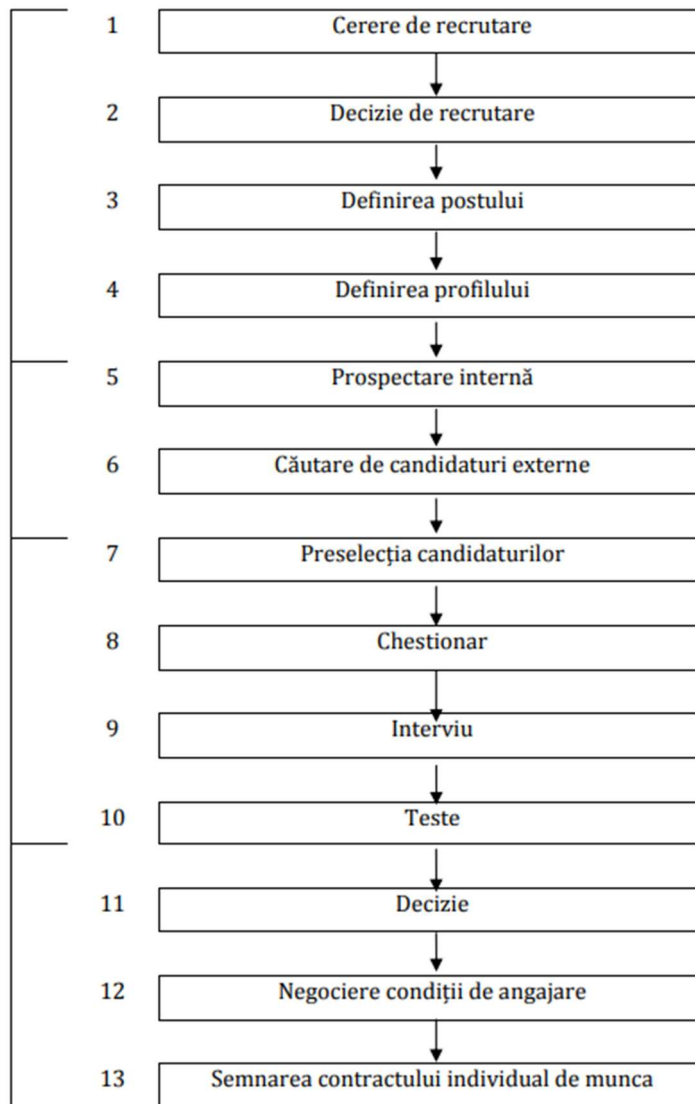 1 Cerere de recrutare
2 Decizie de recrutare
3 Definirea postului
4 Definirea profilului
5 Prospectare internă
6 Căutare de candidaturi externe
7 Preselecția candidaturilor
8 Chestionar
9 Interviu
10 Teste
11 Decizie
12 Negociere condiții de angajare
13 Semnarea contractului individual de munca